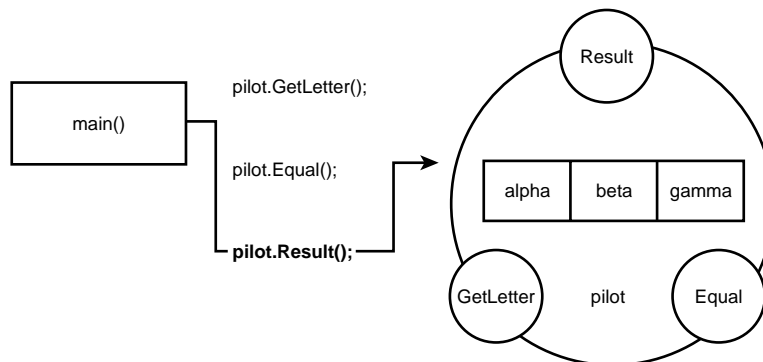 main()
pilot.GetLetter();
pilot.Equal();
pilot.Result();
Result
alpha beta gamma
GetLetter pilot Equal